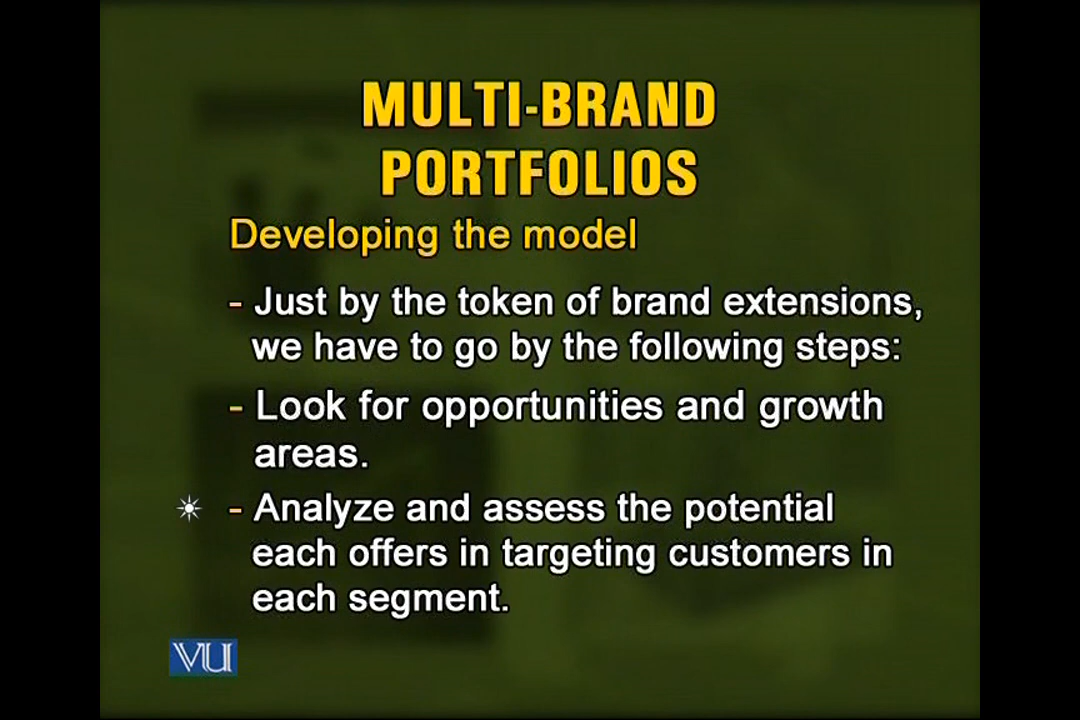 MULTI-BRAND
PORTFOLIOS
Developing the model
- Just by the token of brand extensions,
we have to go by the following steps:
- Look for opportunities and growth
areas.
- Analyze and assess the potential
each offers in targeting customers in
each segment.
VU